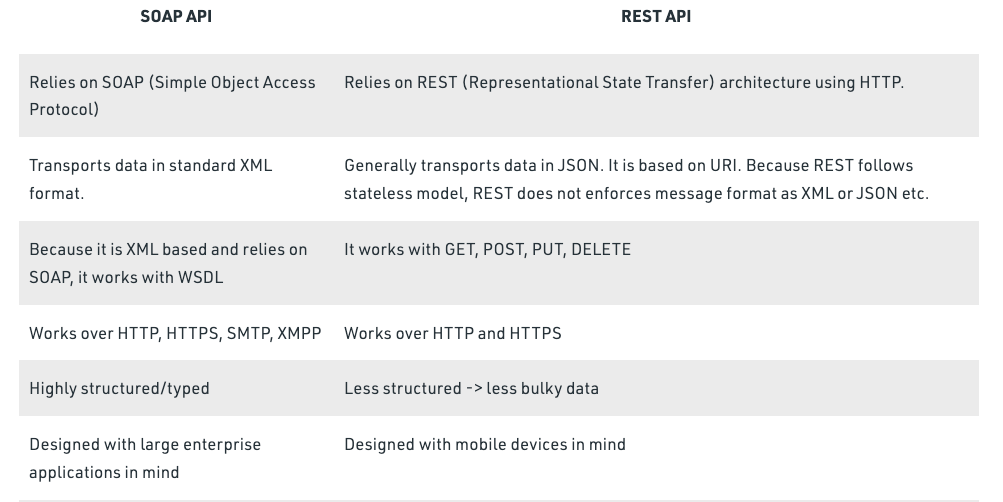 SOAP API REST API
Relies on SOAP (Simple Object Access Protocol)
Relies on REST (Representational State Transfer) architecture using HTTP.
Transports data in standard XML format.
Generally transports data in JSON. It is based on URI. Because REST follows
stateless model, REST does not enforces message format as XML or JSON etc.
Because it is XML based and relies on
SOAP, it works with WSDL
It works with GET, POST, PUT, DELETE
Works over HTTP, HTTPS, SMTP, XMPP
Works over HTTP and HTTPS
Highly structured/typed
Less structured -> less bulky data
Designed with large enterprise
applications in mind
Designed with mobile devices in mind